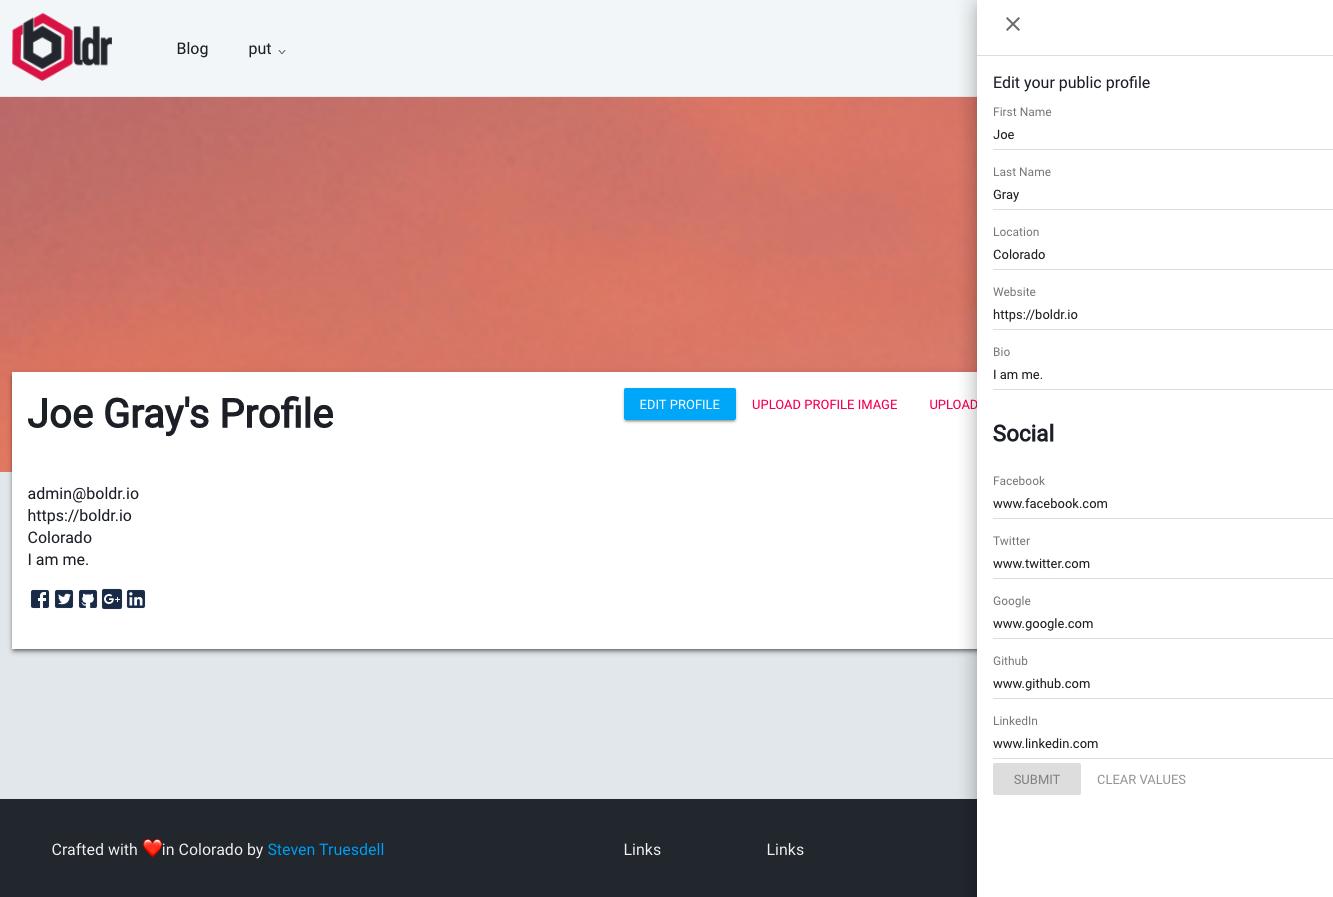 boldr
Blog
put
Joe Gray's Profile
EDIT PROFILE
UPLOAD PROFILE IMAGE
UPLOAD
admin@boldr.io
https://boldr.io
Colorado
I am me.
G+
in
Crafted with ❤️in Colorado by Steven Truesdell
Links
Links
Edit your public profile
First Name
Joe
Last Name
Gray
Location
Colorado
Website
https://boldr.io
Bio
I am me.
Social
Facebook
www.facebook.com
Twitter
www.twitter.com
Google
www.google.com
Github
www.github.com
LinkedIn
www.linkedin.com
SUBMIT
CLEAR VALUES